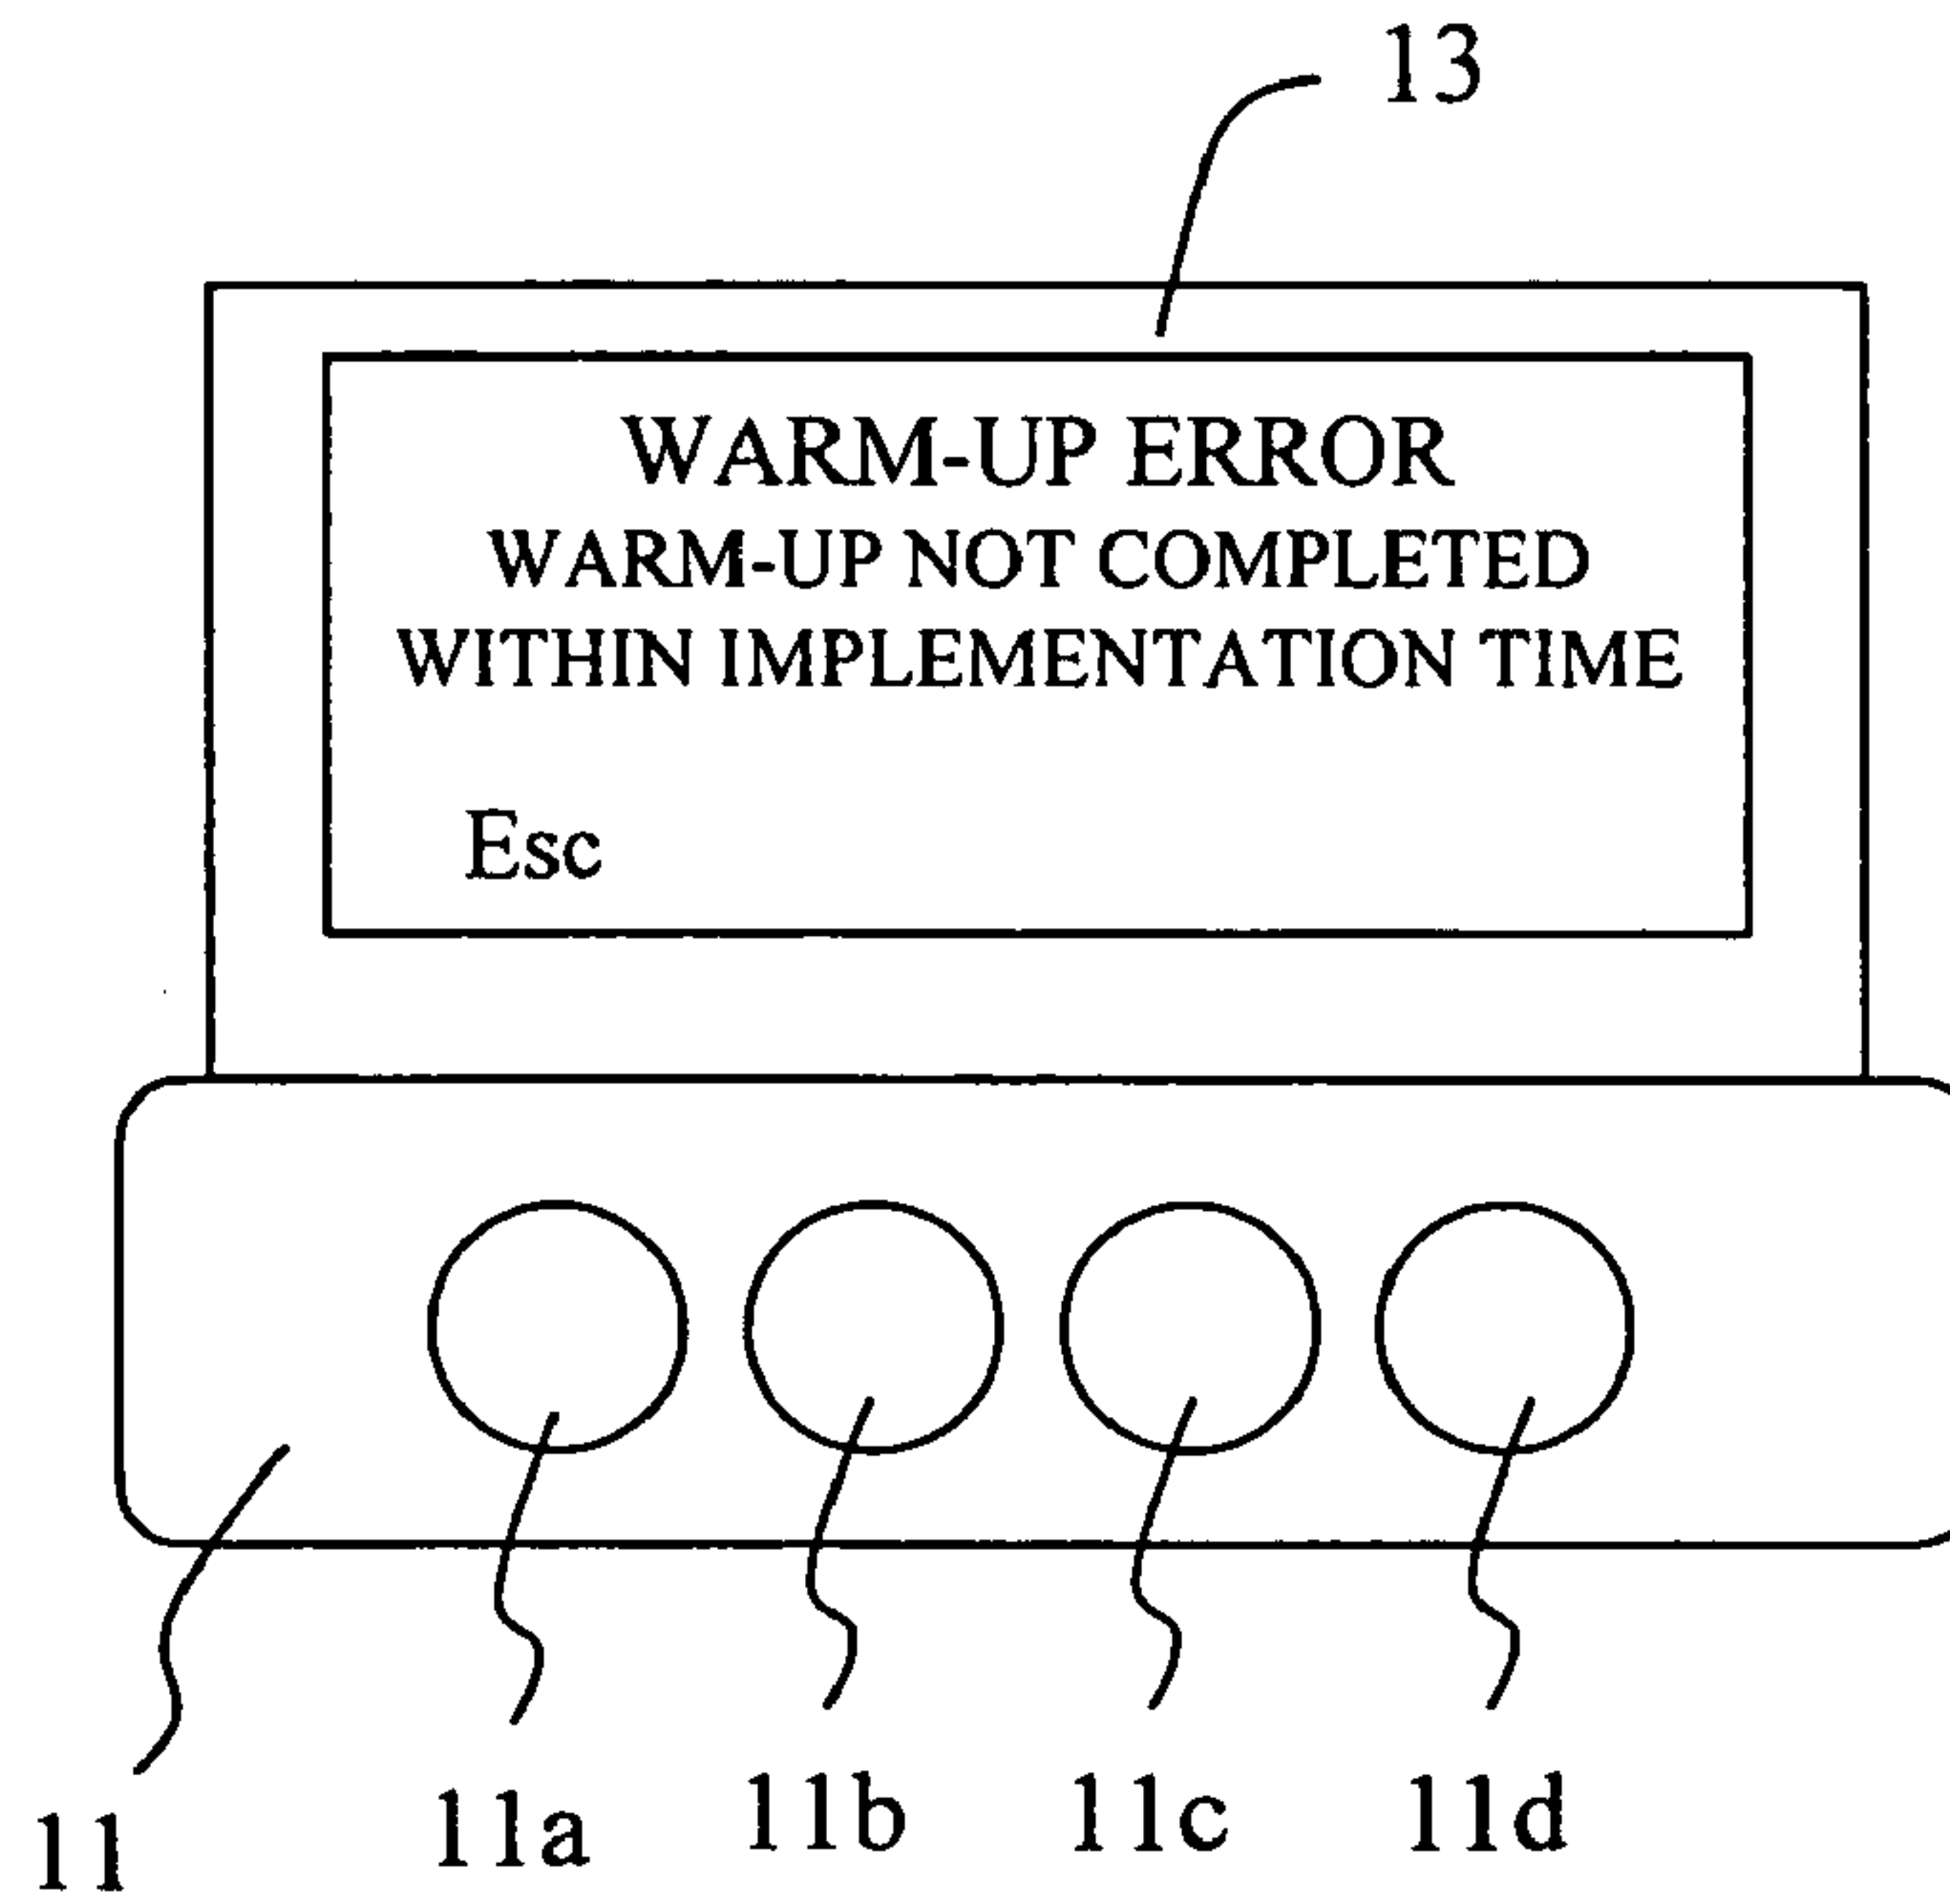 13
WARM-UP ERROR
WARM-UP NOT COMPLETED
WITHIN IMPLEMENTATION TIME
Esc
11 11a 11b 11c 11d